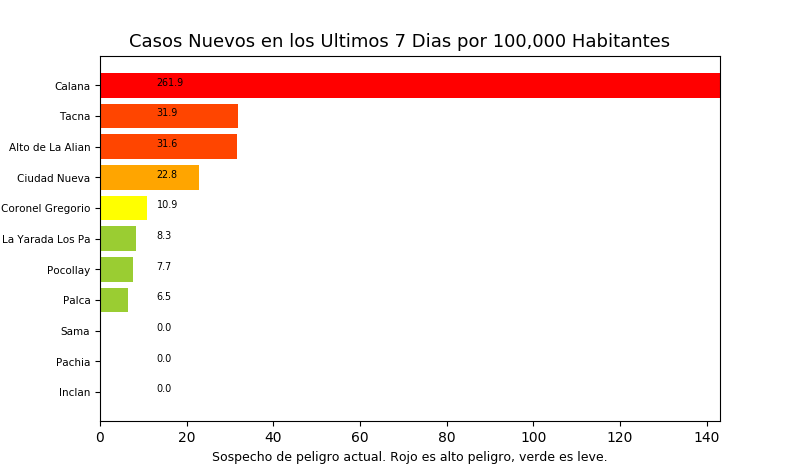 Casos Nuevos en los Ultimos 7 Dias por 100,000 Habitantes
Calana 261.9
Tacna 31.9
Alto de La Alian 31.6
Ciudad Nueva 22.8
Coronel Gregorio 10.9
La Yarada Los Pa 8.3
Pocollay 7.7
Palca 6.5
Sama 0.0
Pachia 0.0
Inclan 0.0
0 20 40 60 80 100 120 140
Sospecho de peligro actual. Rojo es alto peligro, verde es leve.